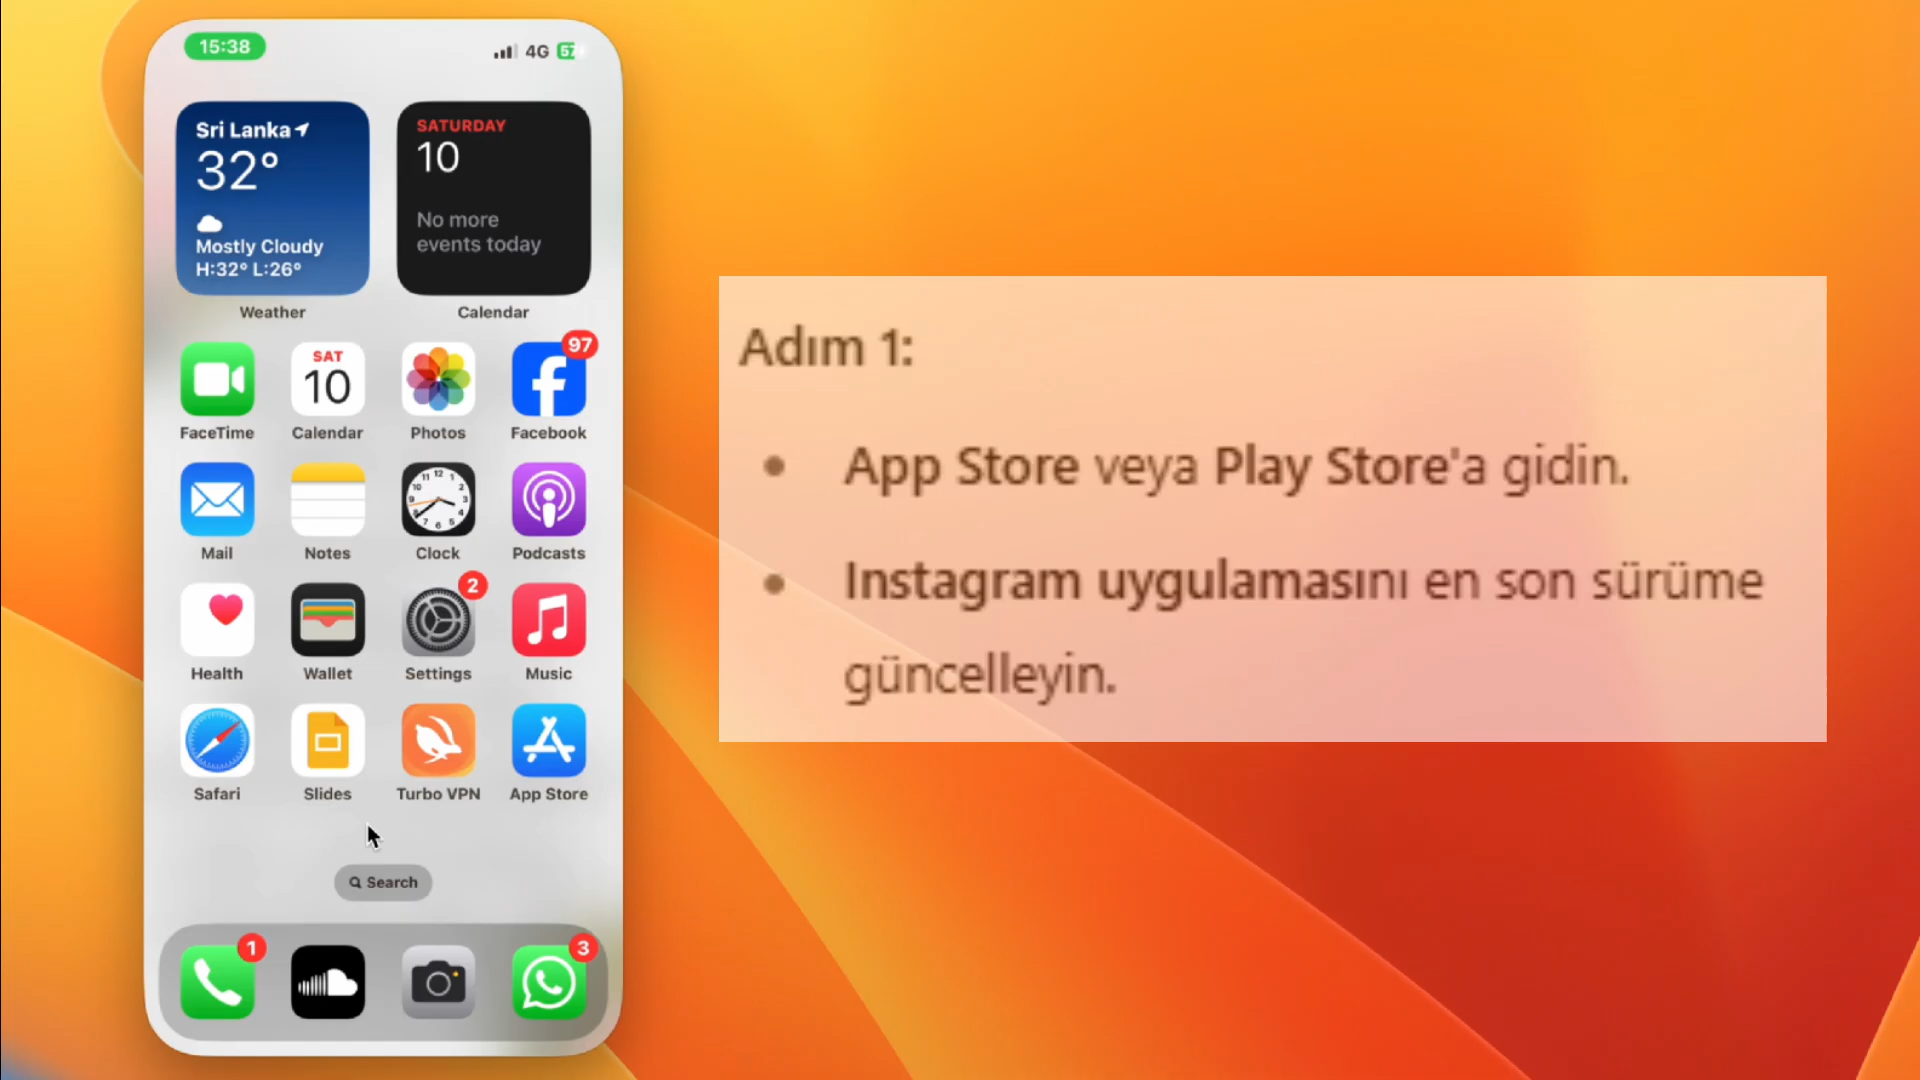 15:38
4G
57
Sri Lanka
32°
Mostly Cloudy
H:32° L:26°
Weather
SATURDAY
10
No more
events today
Calendar
97
FaceTime
SAT
10
Calendar
Photos
Facebook
Mail
Notes
Clock
Podcasts
2
Health
Wallet
Settings
Music
Safari
Slides
Turbo VPN
App Store
Search
1
3
Adım 1:
• App Store veya Play Store'a gidin.
• Instagram uygulamasını en son sürüme
güncelleyin.